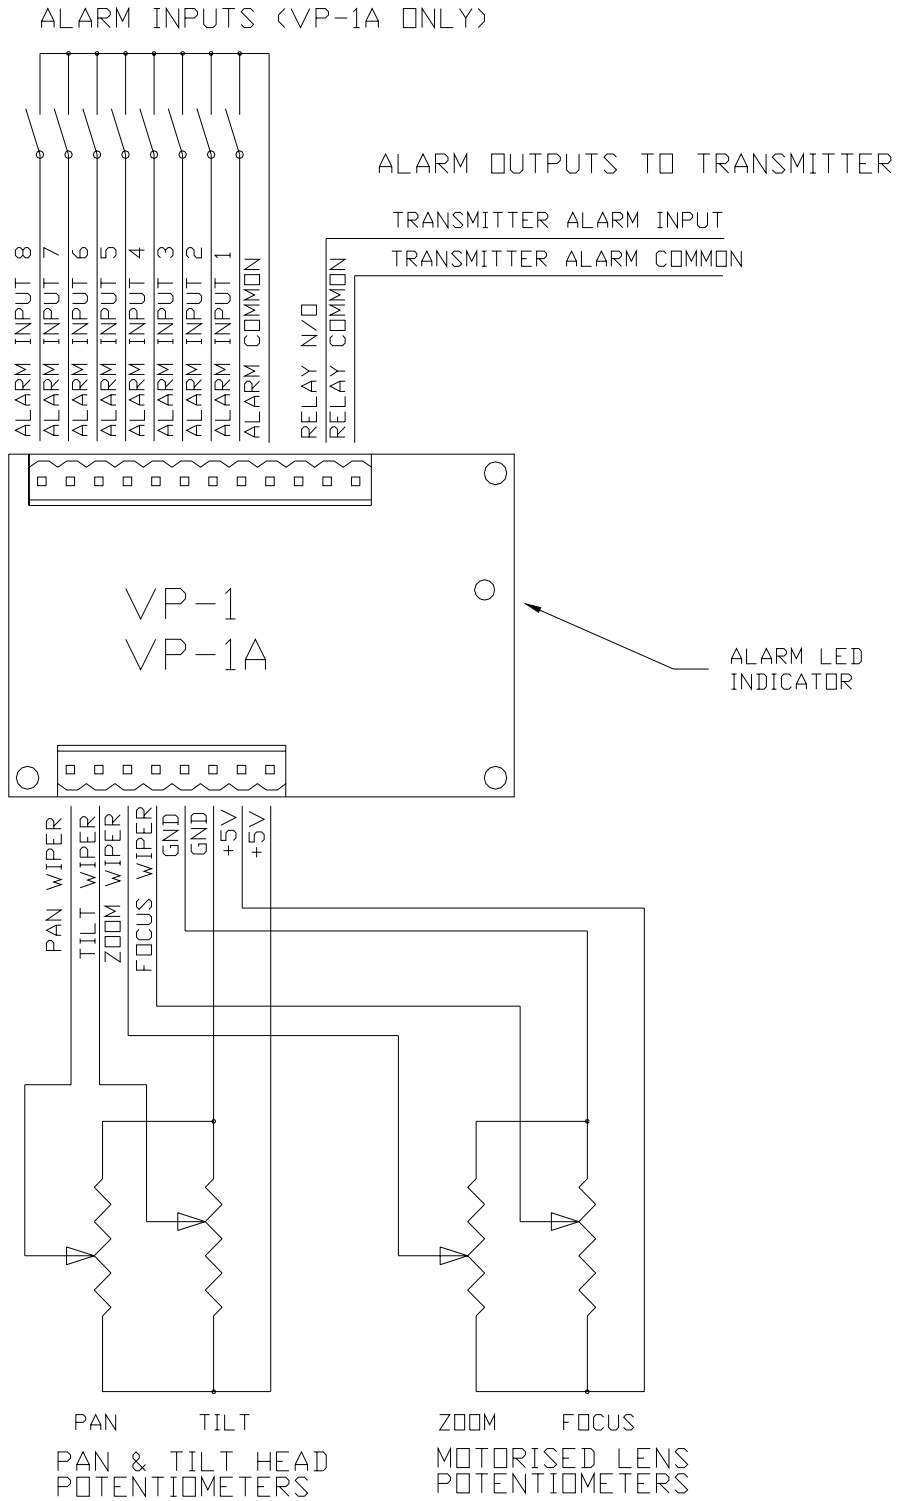 ALARM INPUTS (VP-1A ONLY)
ALARM OUTPUTS TO TRANSMITTER
TRANSMITTER ALARM INPUT
TRANSMITTER ALARM COMMON
ALARM INPUT 8
ALARM INPUT 7
ALARM INPUT 6
ALARM INPUT 5
ALARM INPUT 4
ALARM INPUT 3
ALARM INPUT 2
ALARM INPUT 1
ALARM COMMON
RELAY N/O
RELAY COMMON
VP-1
VP-1A
ALARM LED
INDICATOR
PAN WIPER
TILT WIPER
ZOOM WIPER
FOCUS WIPER
GND
GND
+5V
+5V
PAN
TILT
ZOOM
FOCUS
PAN & TILT HEAD
POTENTIOMETERS
MOTORISED LENS
POTENTIOMETERS